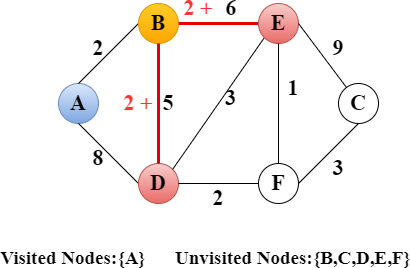 2 + 6
B
E
2
9
A
2 + 5
3
1
C
8
3
D
F
2
Visited Nodes:{A} Unvisited Nodes:{B,C,D,E,F}